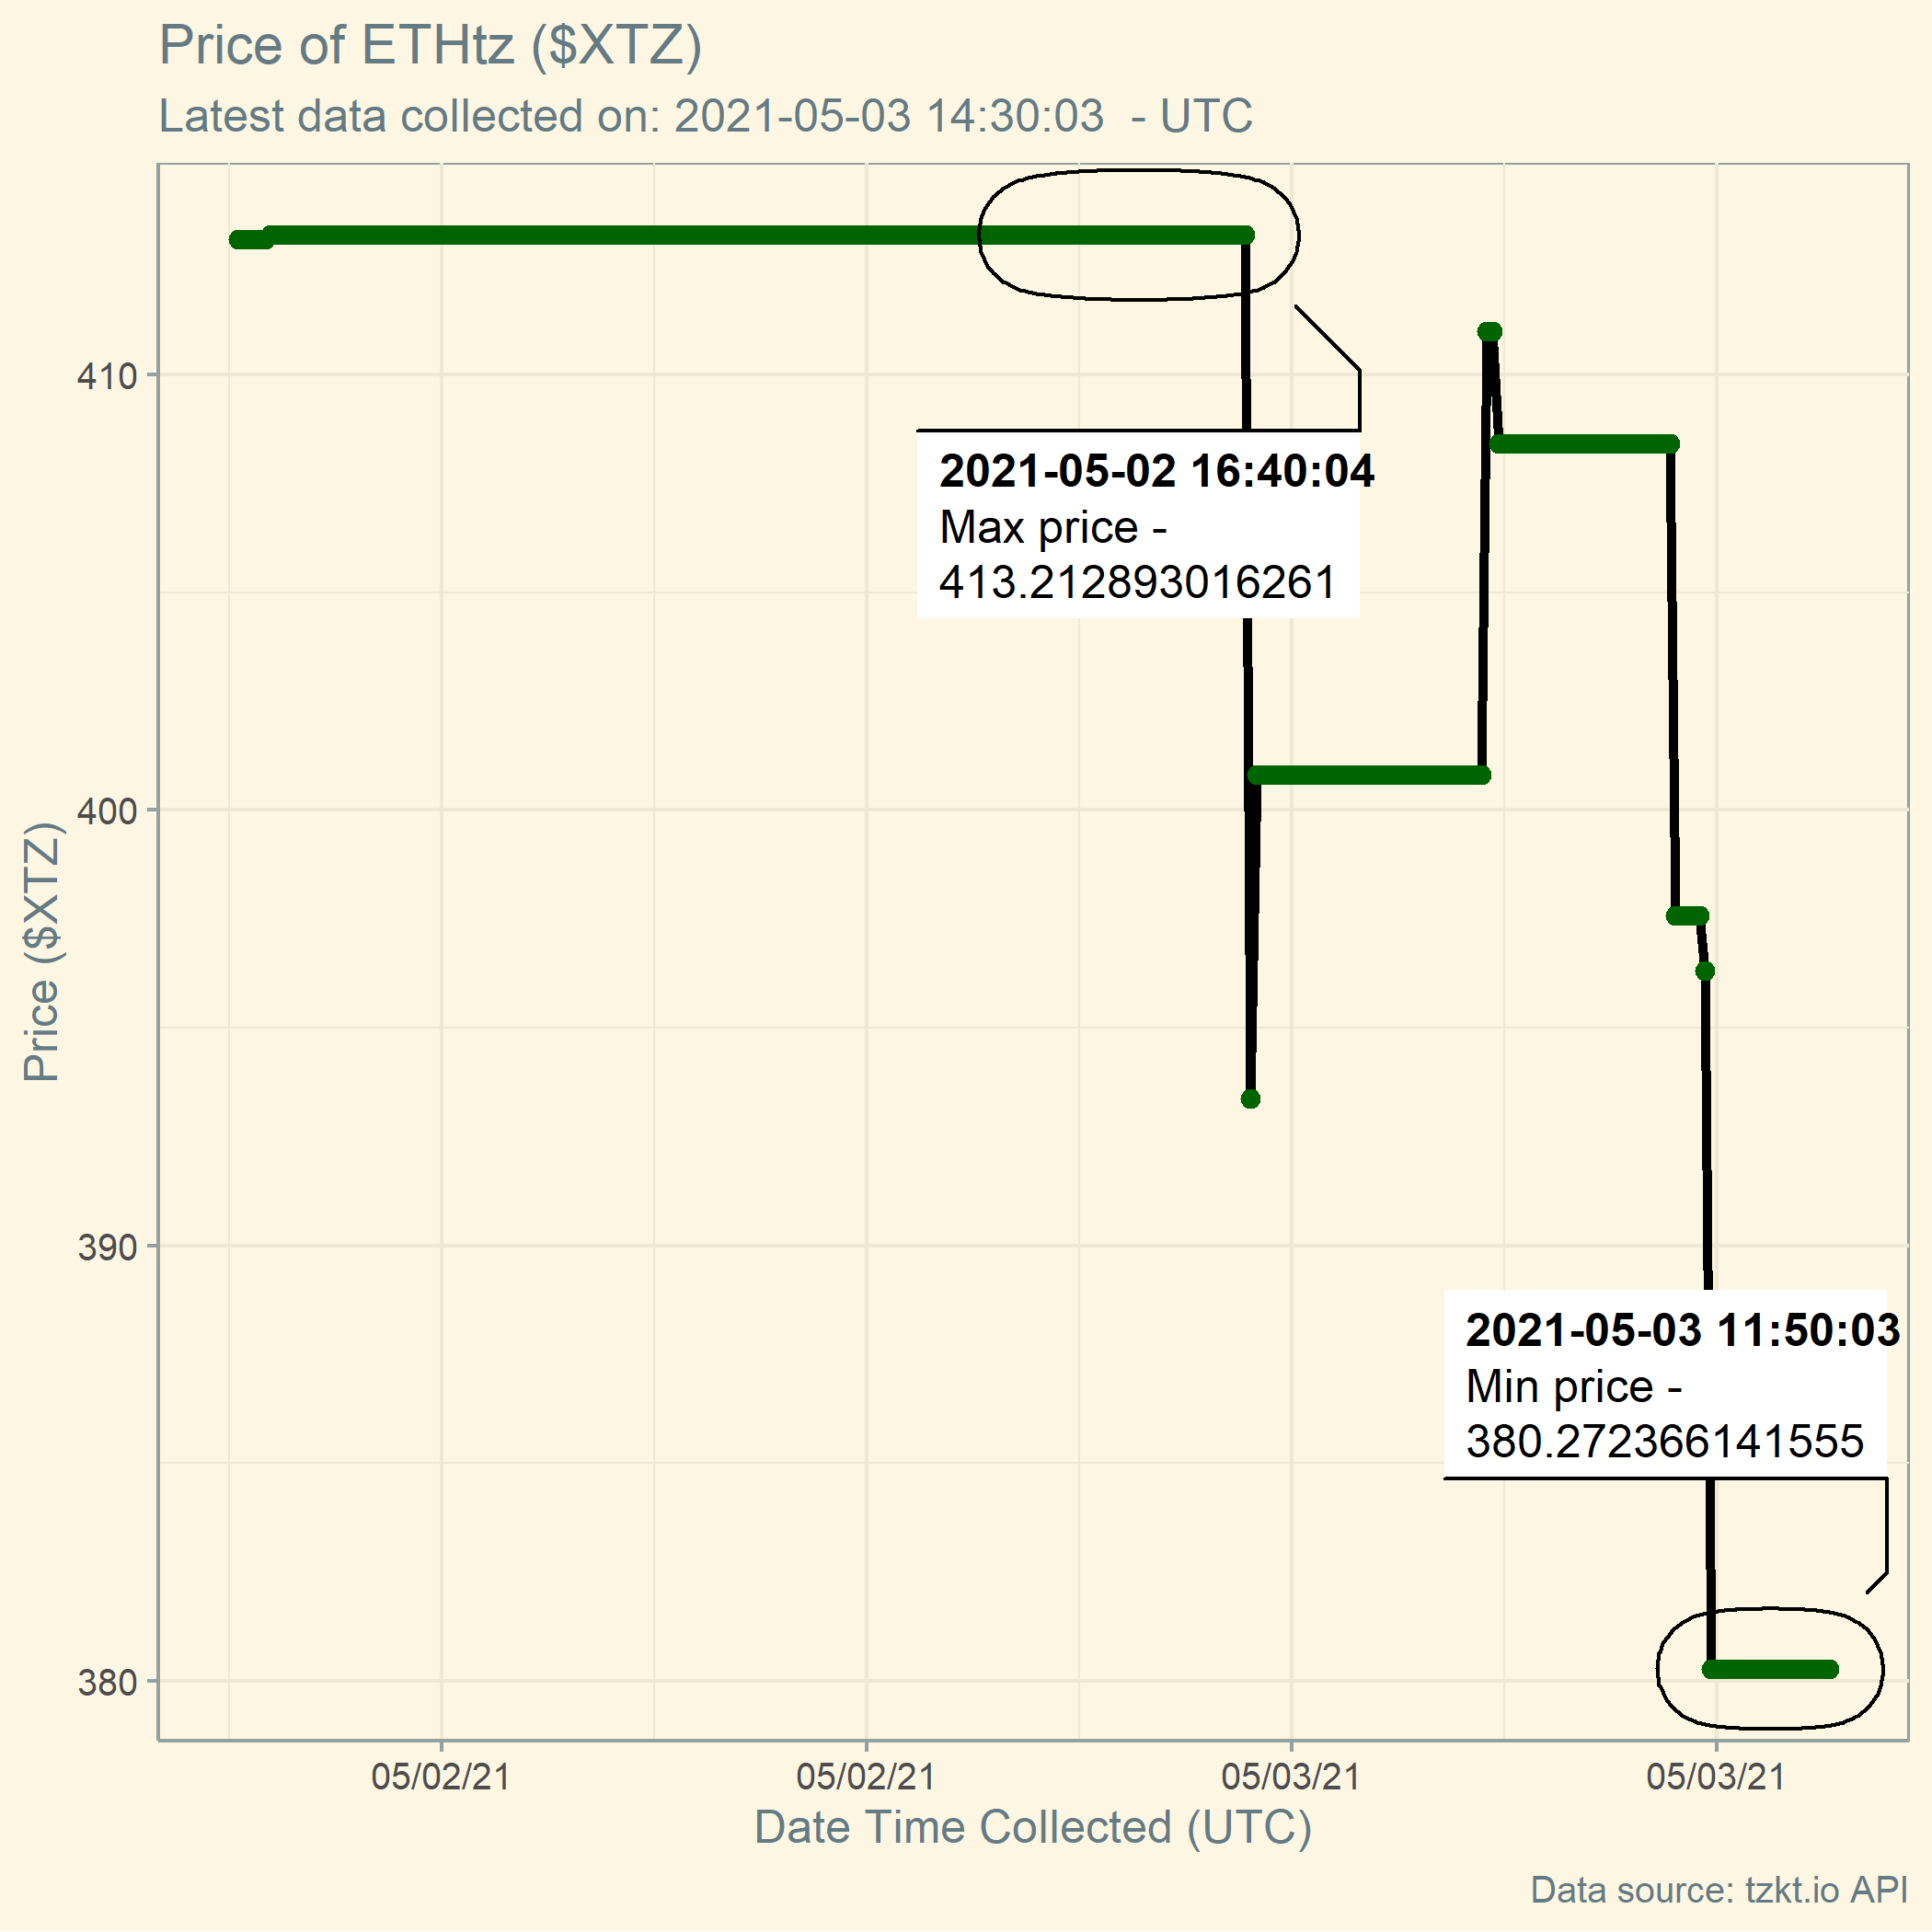 Price of ETHtz ($XTZ)
Latest data collected on: 2021-05-03 14:30:03  - UTC
410
400
390
380
Price ($XTZ)
2021-05-02 16:40:04
Max price -
413.212893016261
2021-05-03 11:50:03
Min price -
380.272366141555
05/02/21
05/02/21
05/03/21
05/03/21
Date Time Collected (UTC)
Data source: tzkt.io API